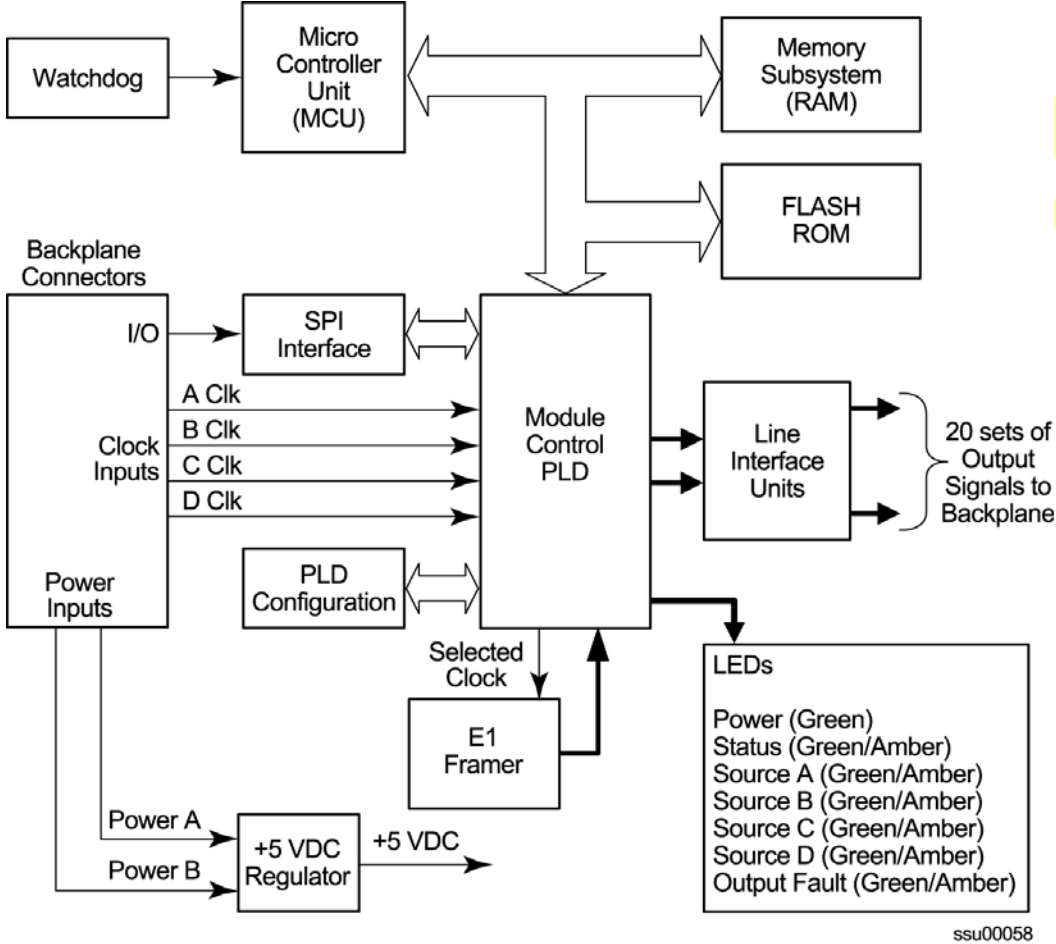 Watchdog
Micro
Controller
Unit
(MCU)
Memory
Subsystem
(RAM)
FLASH
ROM
Backplane
Connectors
I/O
SPI
Interface
A Clk
B Clk
C Clk
D Clk
Clock
Inputs
Module
Control
PLD
Line
Interface
Units
20 sets of
Output
Signals to
Backplane
PLD
Configuration
Power
Inputs
Selected
Clock
E1
Framer
LEDs
Power (Green)
Status (Green/Amber)
Source A (Green/Amber)
Source B (Green/Amber)
Source C (Green/Amber)
Source D (Green/Amber)
Output Fault (Green/Amber)
Power A
Power B
+5 VDC
Regulator
+5 VDC
ssu00058